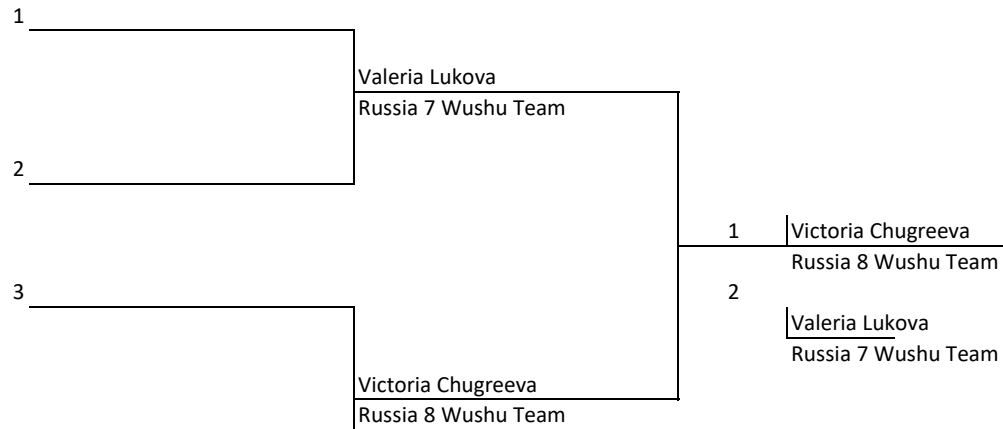 1
Valeria Lukova
Russia 7 Wushu Team
2
1
Victoria Chugreeva
Russia 8 Wushu Team
3
2
Valeria Lukova
Russia 7 Wushu Team
Victoria Chugreeva
Russia 8 Wushu Team